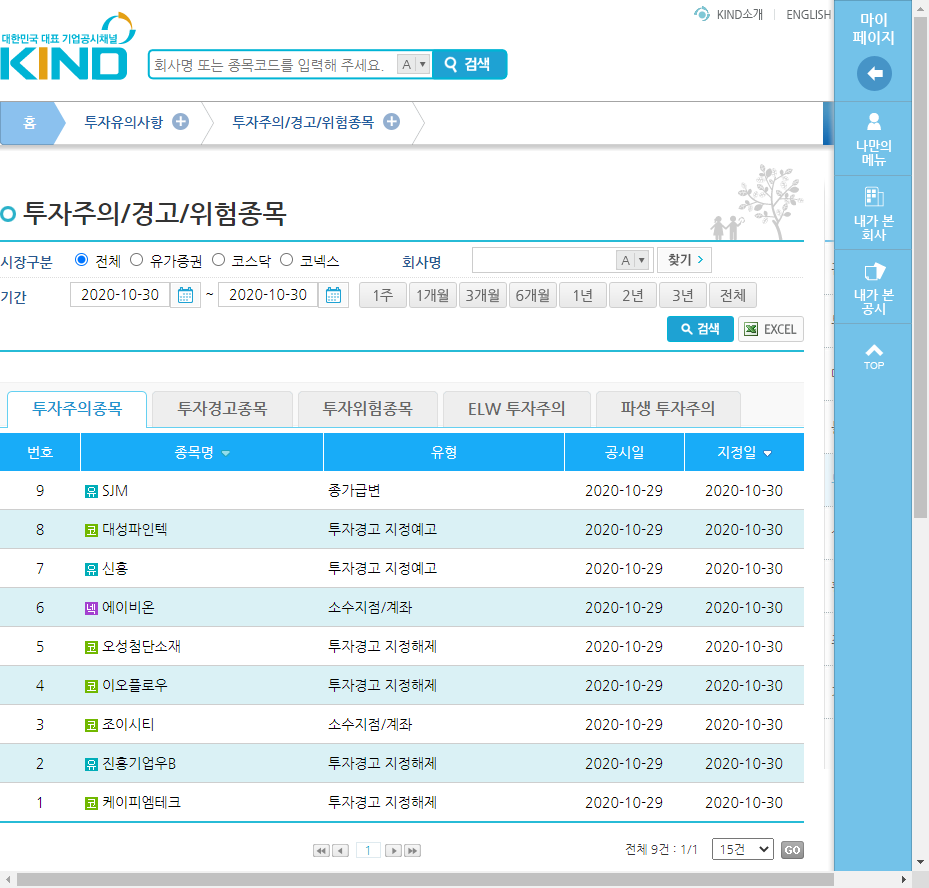 KIND소개 ENGLISH
대한민국 대표 기업공시채널
KIND
회사명 또는 종목코드를 입력해 주세요. A 검색
홈 투자유의사항 투자주의/경고/위험종목
투자주의/경고/위험종목
시장구분 전체 유가증권 코스닥 코넥스 회사명 A 찾기
기간 2020-10-30 ~ 2020-10-30 1주 1개월 3개월 6개월 1년 2년 3년 전체
검색 EXCEL
투자주의종목 투자경고종목 투자위험종목 ELW 투자주의 파생 투자주의
번호 종목명 유형 공시일 지정일
9 유 SJM 종가급변 2020-10-29 2020-10-30
8 코 대성파인텍 투자경고 지정예고 2020-10-29 2020-10-30
7 유 신흥 투자경고 지정예고 2020-10-29 2020-10-30
6 넥 에이비온 소수지점/계좌 2020-10-29 2020-10-30
5 코 오성첨단소재 투자경고 지정해제 2020-10-29 2020-10-30
4 코 이오플로우 투자경고 지정해제 2020-10-29 2020-10-30
3 코 조이시티 소수지점/계좌 2020-10-29 2020-10-30
2 유 진흥기업우B 투자경고 지정해제 2020-10-29 2020-10-30
1 코 케이피엠테크 투자경고 지정해제 2020-10-29 2020-10-30
1 전체 9건 : 1/1 15건 GO
마이
페이지
나만의
메뉴
내가 본
회사
내가 본
공시
TOP